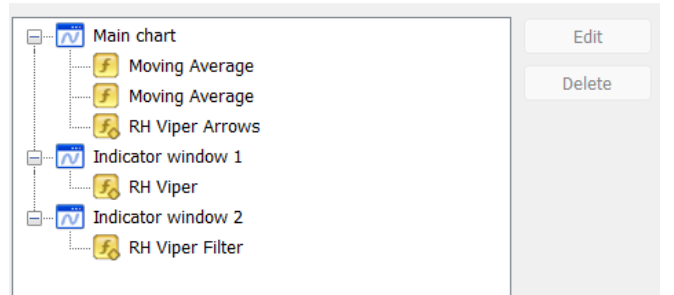 Main chart
Moving Average
Moving Average
RH Viper Arrows
Indicator window 1
RH Viper
Indicator window 2
RH Viper Filter
Edit
Delete